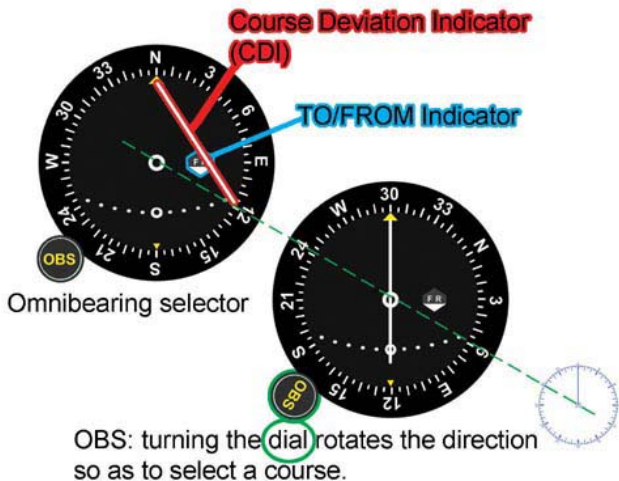 Course Deviation Indicator
(CDI)
TO/FROM Indicator
N
3
6
E
12
15
S
21
24
W
30
33
FR
OBS
Omnibearing selector
30
33
N
3
6
E
12
15
S
21
24
W
FR
OBS
OBS: turning the dial rotates the direction
so as to select a course.